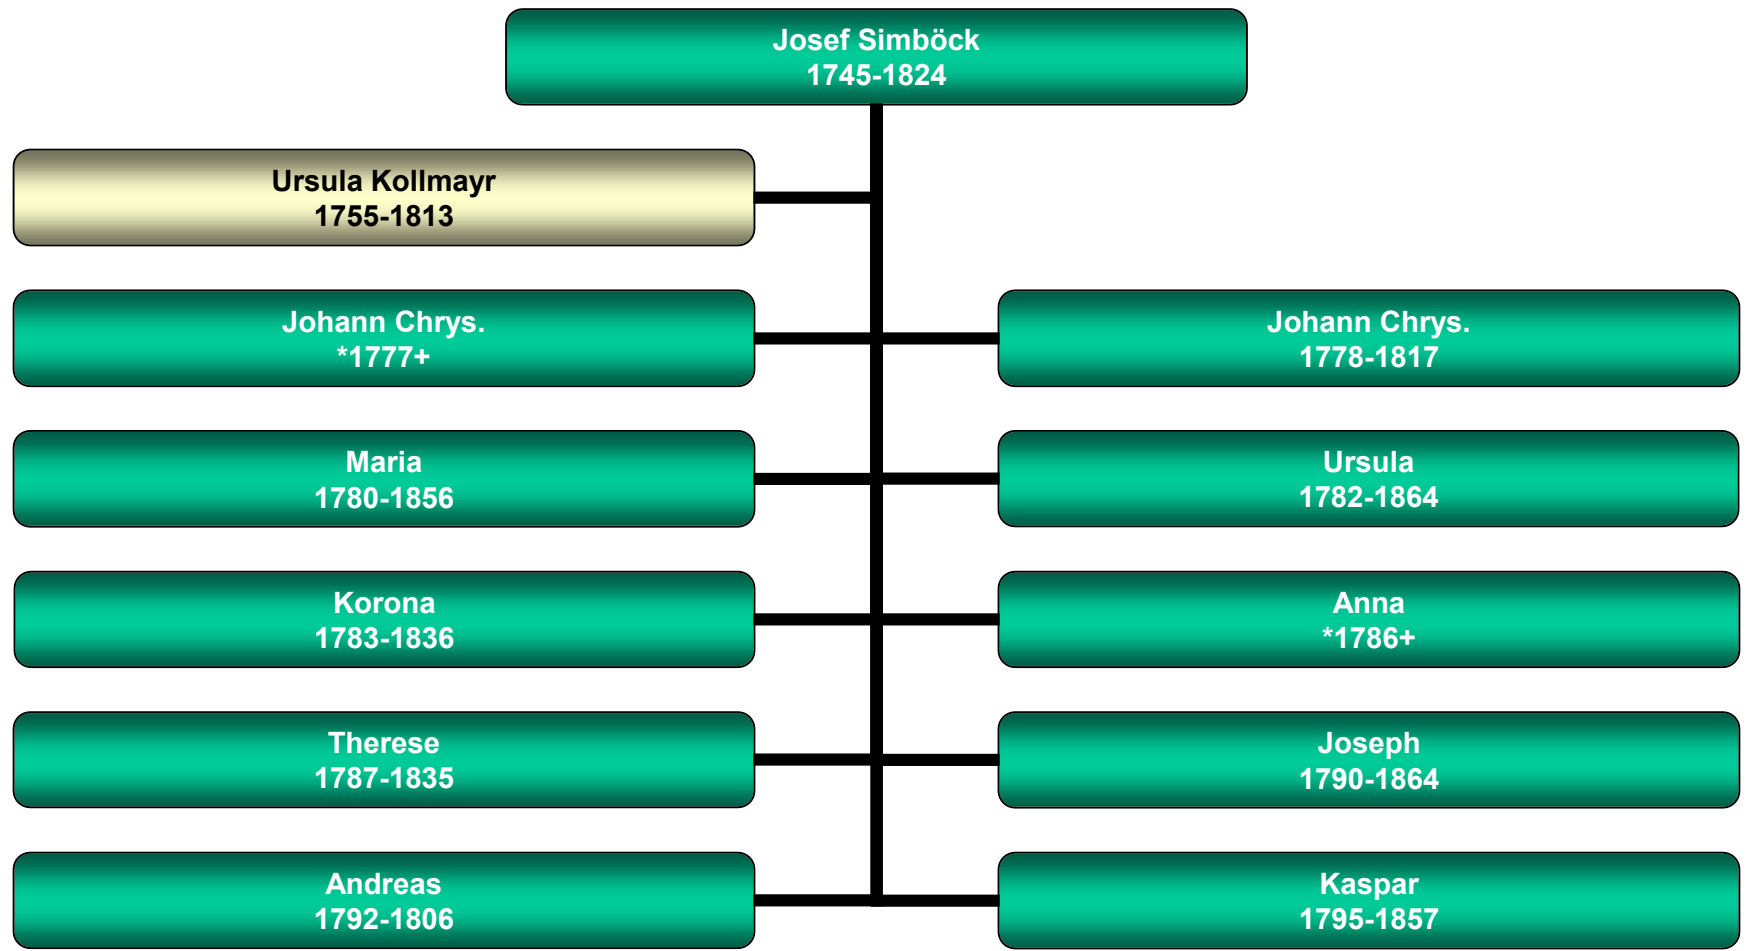 Josef Simböck
1745-1824
Ursula Kollmayr
1755-1813
Johann Chrys.
*1777+
Johann Chrys.
1778-1817
Maria
1780-1856
Ursula
1782-1864
Korona
1783-1836
Anna
*1786+
Therese
1787-1835
Joseph
1790-1864
Andreas
1792-1806
Kaspar
1795-1857